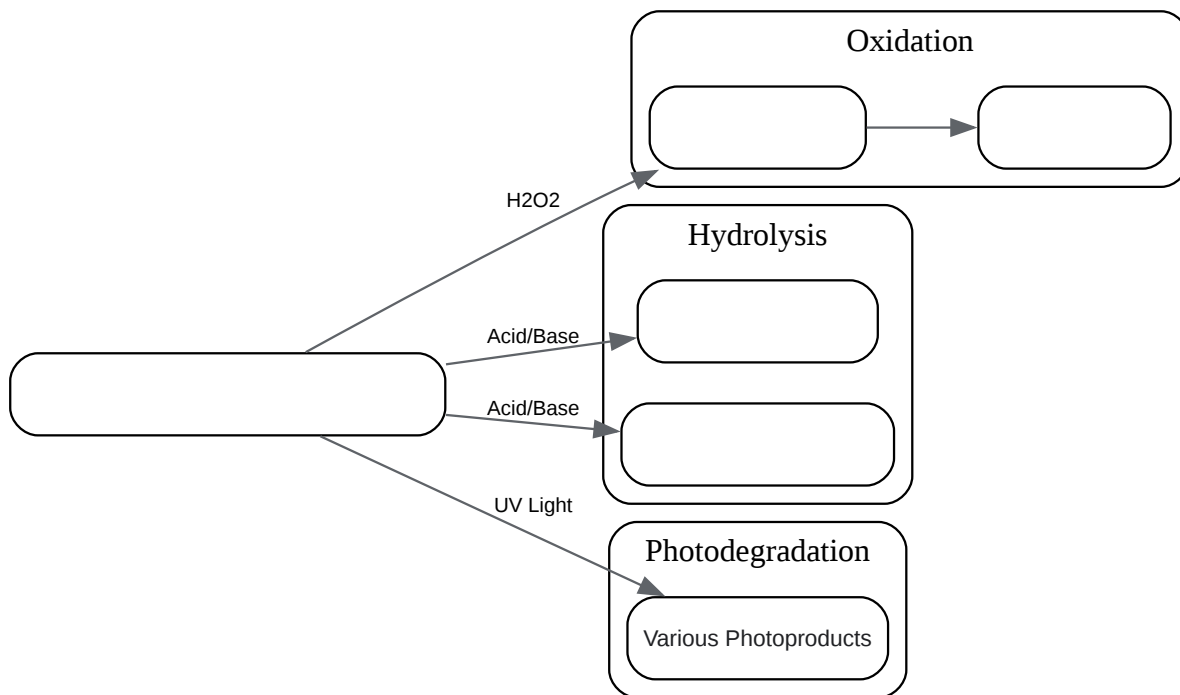 Oxidation
H2O2
Hydrolysis
Acid/Base
Acid/Base
UV Light
Photodegradation
Various Photoproducts